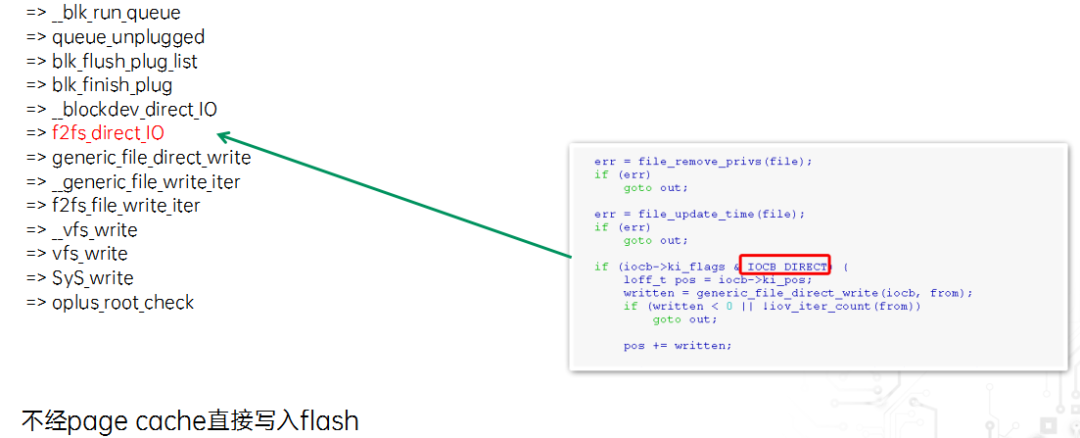 => __blk_run_queue
=> queue_unplugged
=> blk_flush_plug_list
=> blk_finish_plug
=> __blockdev_direct_IO
=> f2fs_direct_IO
=> generic_file_direct_write
=> __generic_file_write_iter
=> f2fs_file_write_iter
=> __vfs_write
=> vfs_write
=> SyS_write
=> oplus_root_check
err = file_remove_privs(file);
if (err)
goto out;
err = file_update_time(file);
if (err)
goto out;
if (iocb->ki_flags & IOCB_DIRECT) {
loff_t pos = iocb->ki_pos;
written = generic_file_direct_write(iocb, from);
if (written < 0 || !iov_iter_count(from))
goto out;
pos += written;
不经page cache直接写入flash